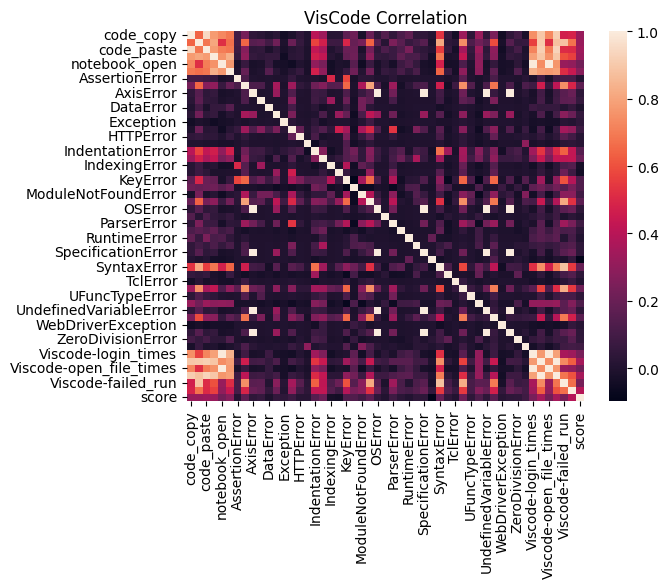 VisCode Correlation
code_copy
code_paste
notebook_open
AssertionError
AxisError
DataError
Exception
HTTPError
IndentationError
IndexingError
KeyError
ModuleNotFoundError
OSError
ParserError
RuntimeError
SpecificationError
SyntaxError
TclError
UFuncTypeError
UndefinedVariableError
WebDriverException
ZeroDivisionError
Viscode-login_times
Viscode-open_file_times
Viscode-failed_run
score
code_copy
code_paste
notebook_open
AssertionError
AxisError
DataError
Exception
HTTPError
IndentationError
IndexingError
KeyError
ModuleNotFoundError
OSError
ParserError
RuntimeError
SpecificationError
SyntaxError
TclError
UFuncTypeError
UndefinedVariableError
WebDriverException
ZeroDivisionError
Viscode-login_times
Viscode-open_file_times
Viscode-failed_run
score
1.0
0.8
0.6
0.4
0.2
0.0